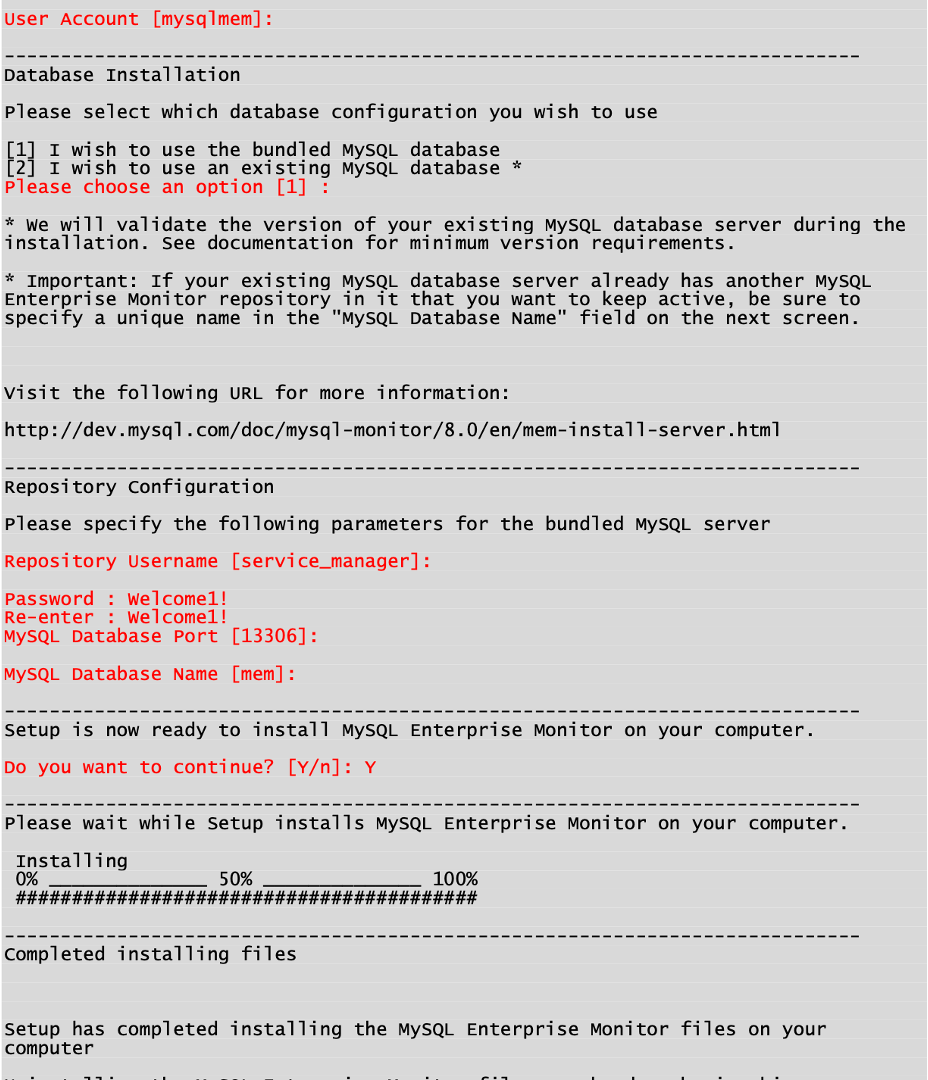 User Account [mysqlmem]:
--------------------------------------------------------------------------------
Database Installation
Please select which database configuration you wish to use
[1] I wish to use the bundled MySQL database
[2] I wish to use an existing MySQL database *
Please choose an option [1] :
* We will validate the version of your existing MySQL database server during the
installation. See documentation for minimum version requirements.
* Important: If your existing MySQL database server already has another MySQL
Enterprise Monitor repository in it that you want to keep active, be sure to
specify a unique name in the "MySQL Database Name" field on the next screen.
Visit the following URL for more information:
http://dev.mysql.com/doc/mysql-monitor/8.0/en/mem-install-server.html
--------------------------------------------------------------------------------
Repository Configuration
Please specify the following parameters for the bundled MySQL server
Repository Username [service_manager]:
Password : Welcome1!
Re-enter : Welcome1!
MySQL Database Port [13306]:
MySQL Database Name [mem]:
--------------------------------------------------------------------------------
Setup is now ready to install MySQL Enterprise Monitor on your computer.
Do you want to continue? [Y/n]: Y
--------------------------------------------------------------------------------
Please wait while Setup installs MySQL Enterprise Monitor on your computer.
Installing
0% ______________ 50% ______________ 100%
#########################################
--------------------------------------------------------------------------------
Completed installing files
Setup has completed installing the MySQL Enterprise Monitor files on your
computer